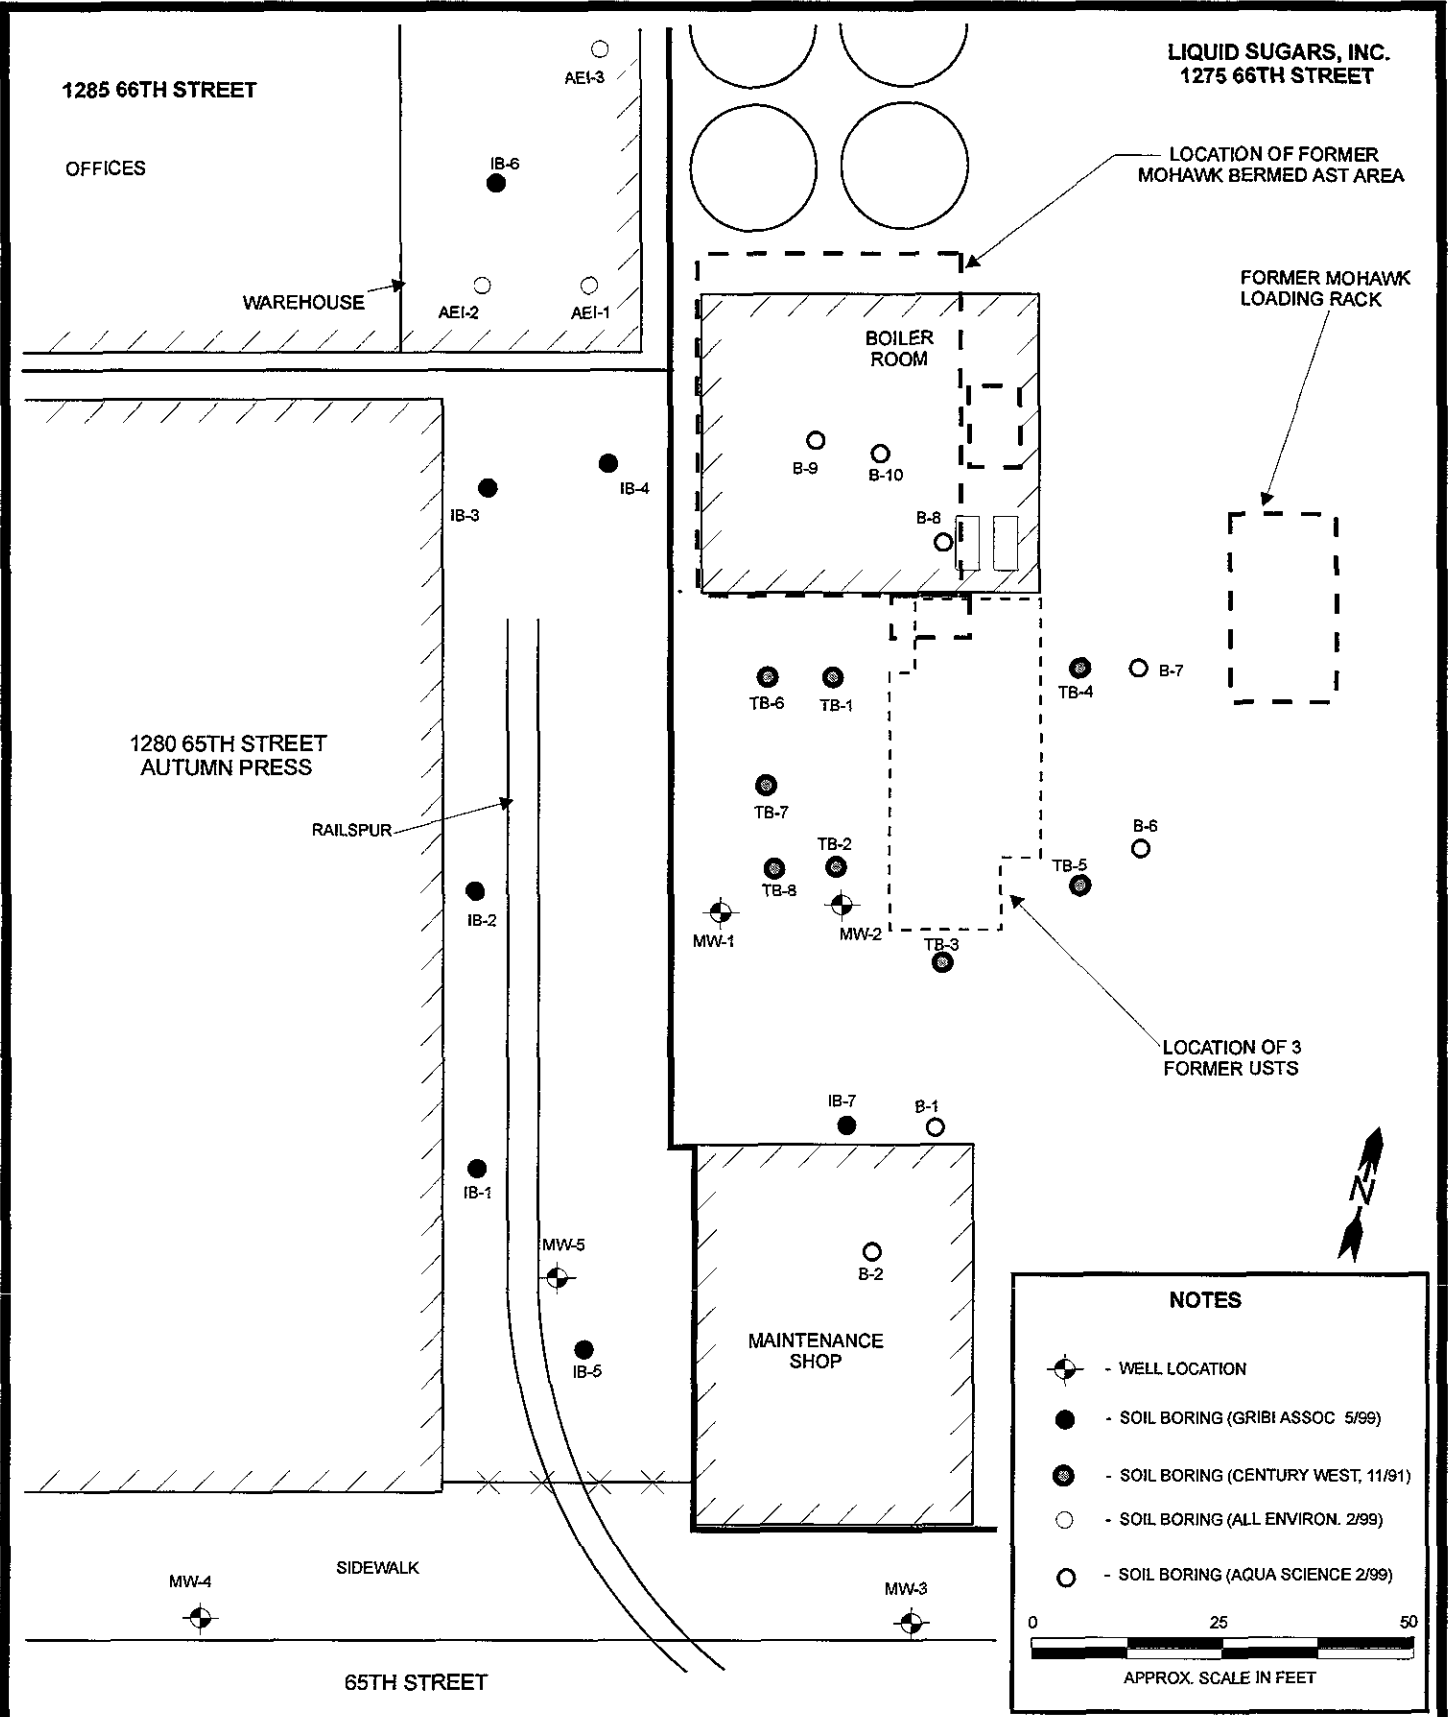 LIQUID SUGARS, INC.
1275 66TH STREET
1285 66TH STREET
AEI-3
OFFICES
IB-6
LOCATION OF FORMER
MOHAWK BERMED AST AREA
WAREHOUSE
AEI-2
AEI-1
FORMER MOHAWK
LOADING RACK
BOILER
ROOM
B-9
B-10
IB-4
IB-3
B-8
TB-6
TB-1
TB-4
B-7
1280 65TH STREET
AUTUMN PRESS
RAILSPUR
TB-7
TB-2
B-6
TB-8
TB-5
IB-2
MW-1
MW-2
TB-3
LOCATION OF 3
FORMER USTS
IB-7
B-1
IB-1
N
MW-5
B-2
MAINTENANCE
SHOP
IB-5
NOTES
- WELL LOCATION
- SOIL BORING (GRIBI ASSOC 5/99)
- SOIL BORING (CENTURY WEST, 11/91)
- SOIL BORING (ALL ENVIRON. 2/99)
- SOIL BORING (AQUA SCIENCE 2/99)
0 25 50
APPROX. SCALE IN FEET
SIDEWALK
MW-4
MW-3
65TH STREET